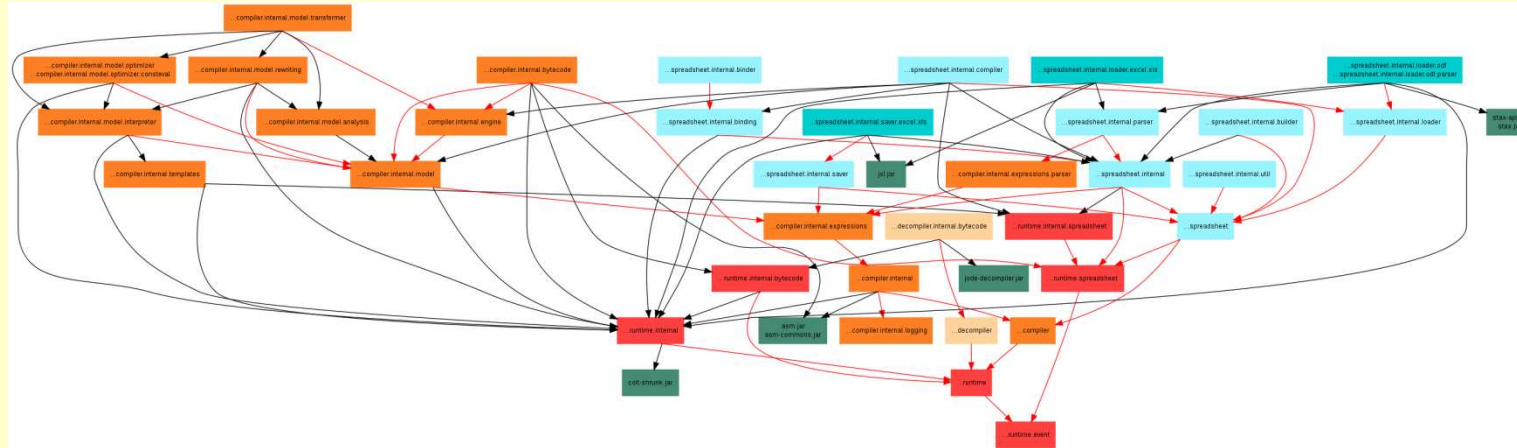 ...compiler.internal.model.transformer
...compiler.internal.model.optimizer
...compiler.internal.model.optimizer.consteval
...compiler.internal.model.rewriting
...compiler.internal.bytecode
...spreadsheet.internal.binder
...spreadsheet.internal.compiler
...spreadsheet.internal.loader.excel.xls
...spreadsheet.internal.loader.odf
...spreadsheet.internal.loader.odf.parser
...compiler.internal.model.interpreter
...compiler.internal.model.analysis
...compiler.internal.engine
...spreadsheet.internal.binding
...spreadsheet.internal.saver.excel.xls
...spreadsheet.internal.parser
...spreadsheet.internal.builder
...spreadsheet.internal.loader
...compiler.internal.templates
...compiler.internal.model
...spreadsheet.internal.saver
jxl.jar
...compiler.internal.expressions.parser
...spreadsheet.internal
...spreadsheet.internal.util
...compiler.internal.expressions
...decompiler.internal.bytecode
...runtime.internal.spreadsheet
...spreadsheet
...runtime.internal.bytecode
...compiler.internal
jode-decompiler.jar
...runtime.spreadsheet
...runtime.internal
asm.jar
asm-commons.jar
...compiler.internal.logging
...decompiler
...compiler
colt-shrunk.jar
...runtime
...runtime.event